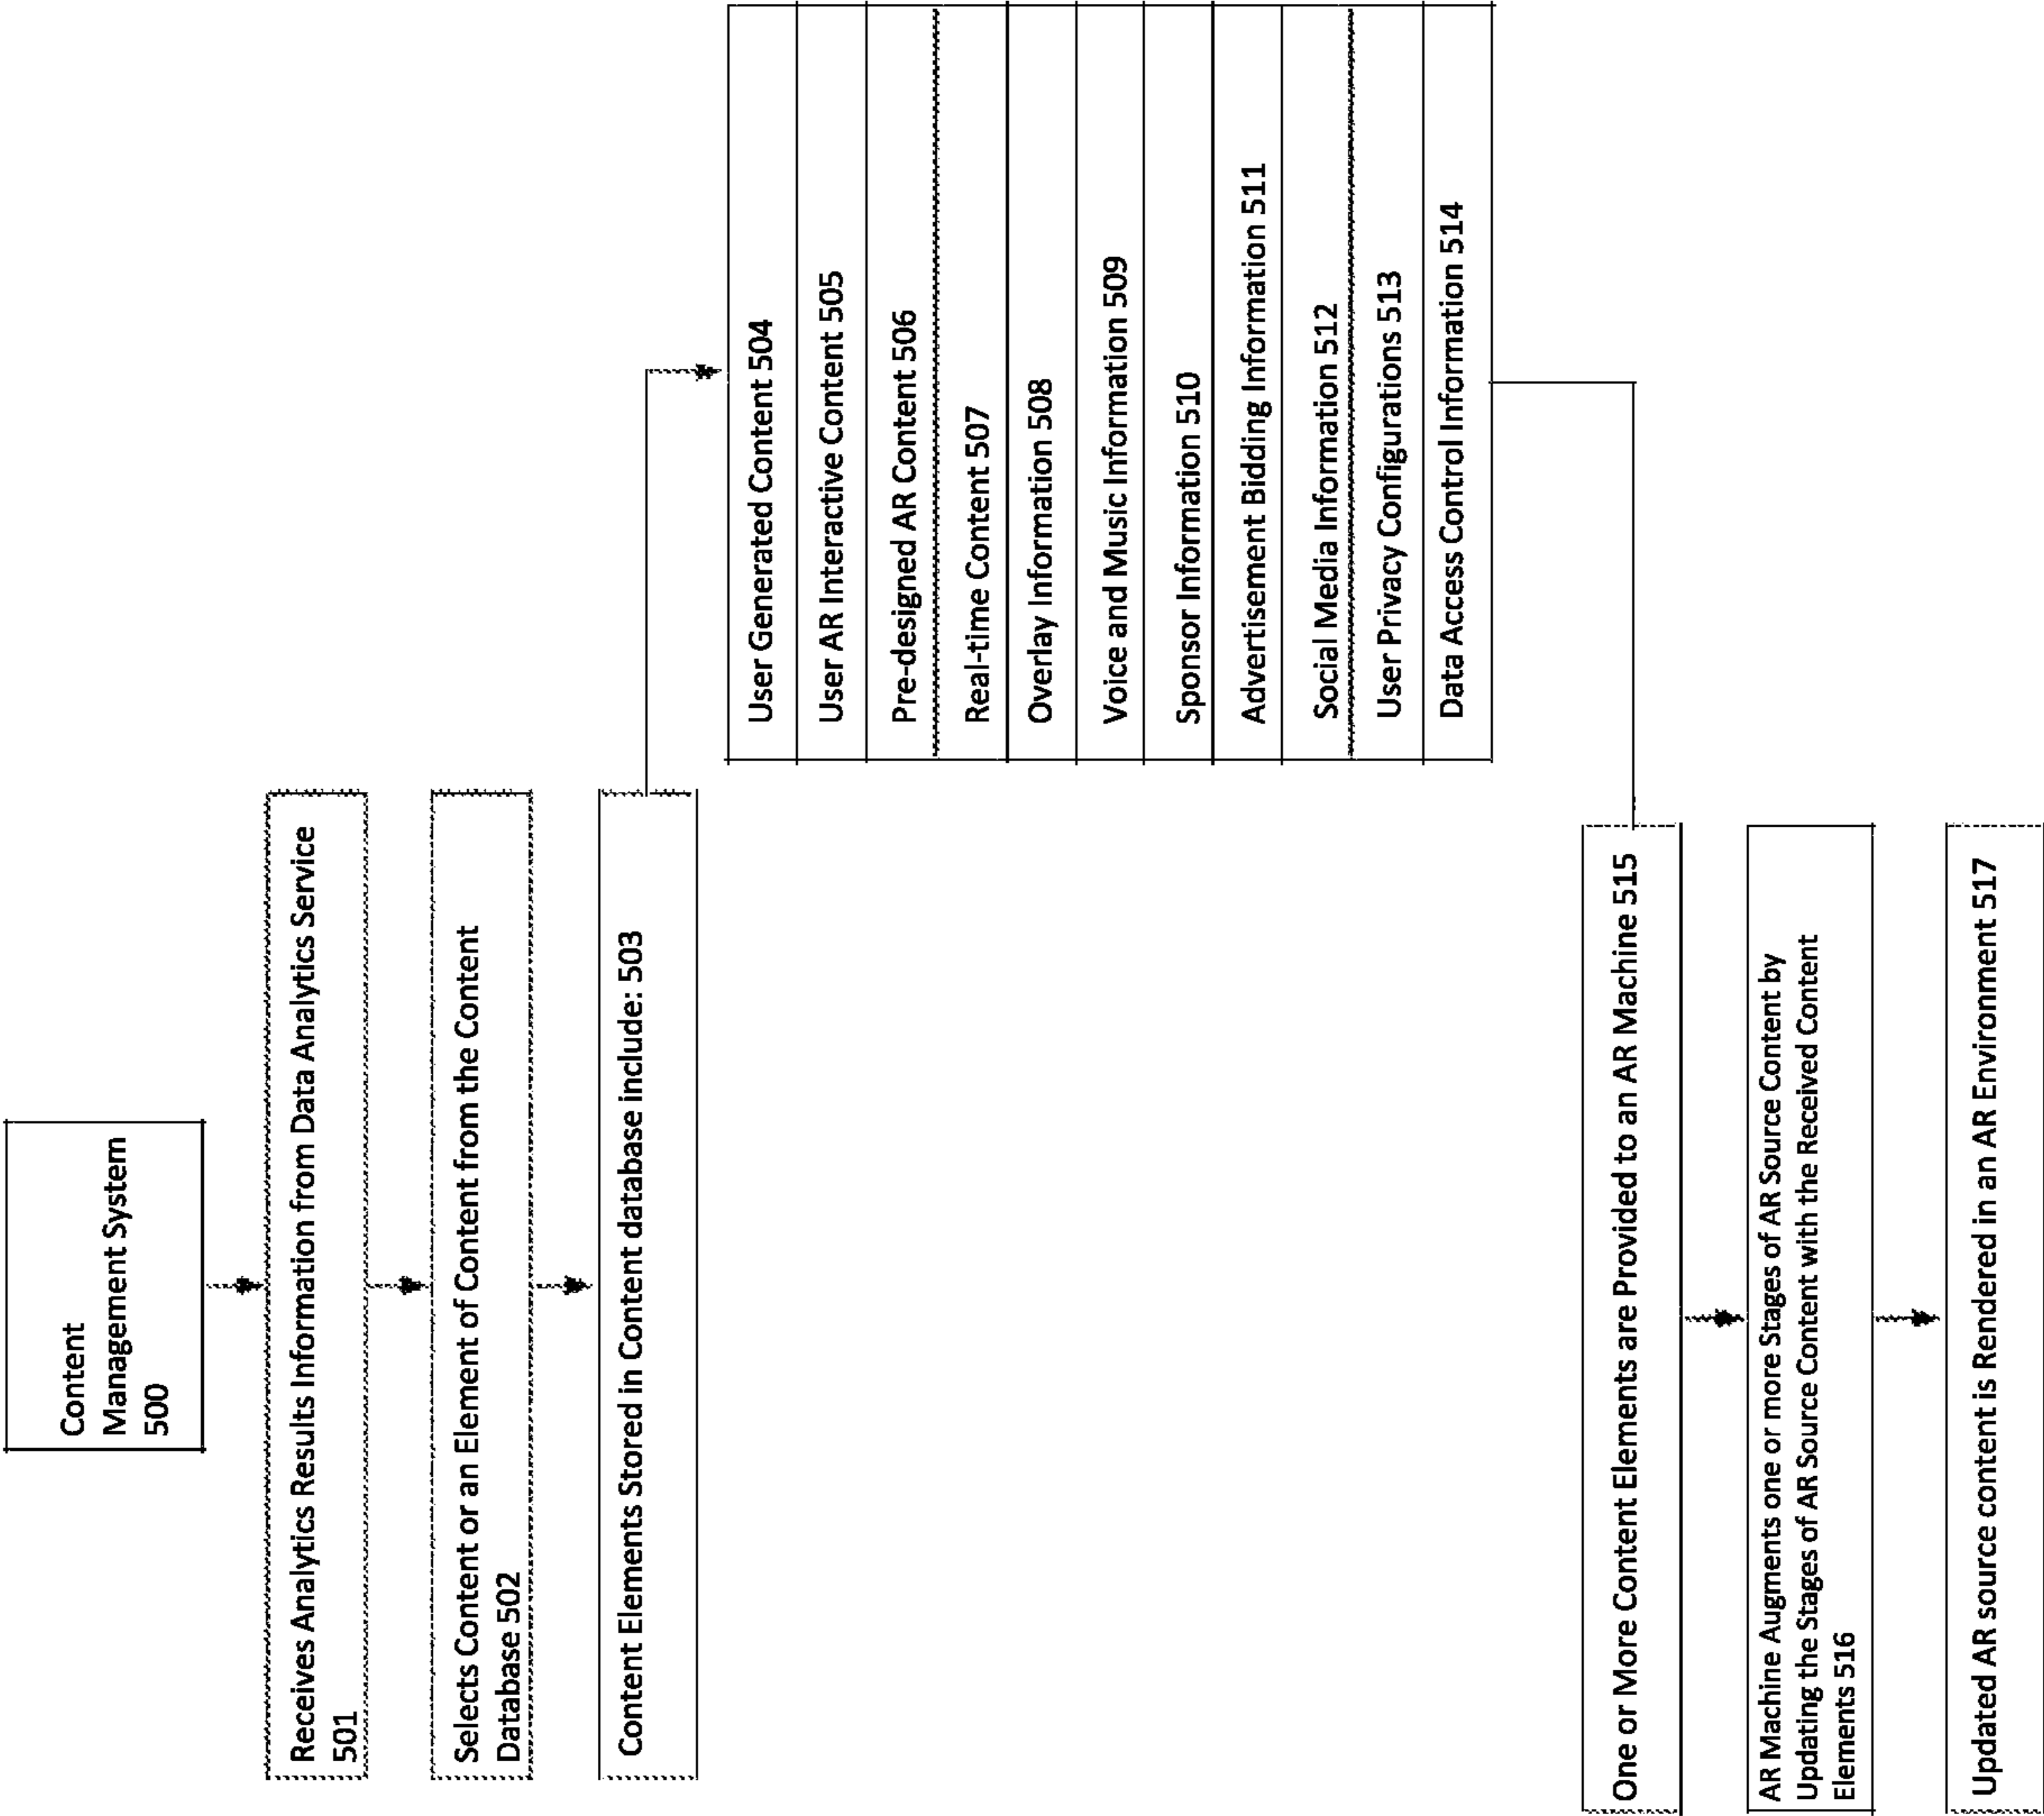 Content
Management System
500
Receives Analytics Results Information from Data Analytics Service
501
Selects Content or an Element of Content from the Content
Database 502
Content Elements Stored in Content database include: 503
User Generated Content 504
User AR Interactive Content 505
Pre-designed AR Content 506
Real-time Content 507
Overlay Information 508
Voice and Music Information 509
Sponsor Information 510
Advertisement Bidding Information 511
Social Media Information 512
User Privacy Configurations 513
Data Access Control Information 514
One or More Content Elements are Provided to an AR Machine 515
AR Machine Augments one or more Stages of AR Source Content by
Updating the Stages of AR Source Content with the Received Content
Elements 516
Updated AR source content is Rendered in an AR Environment 517